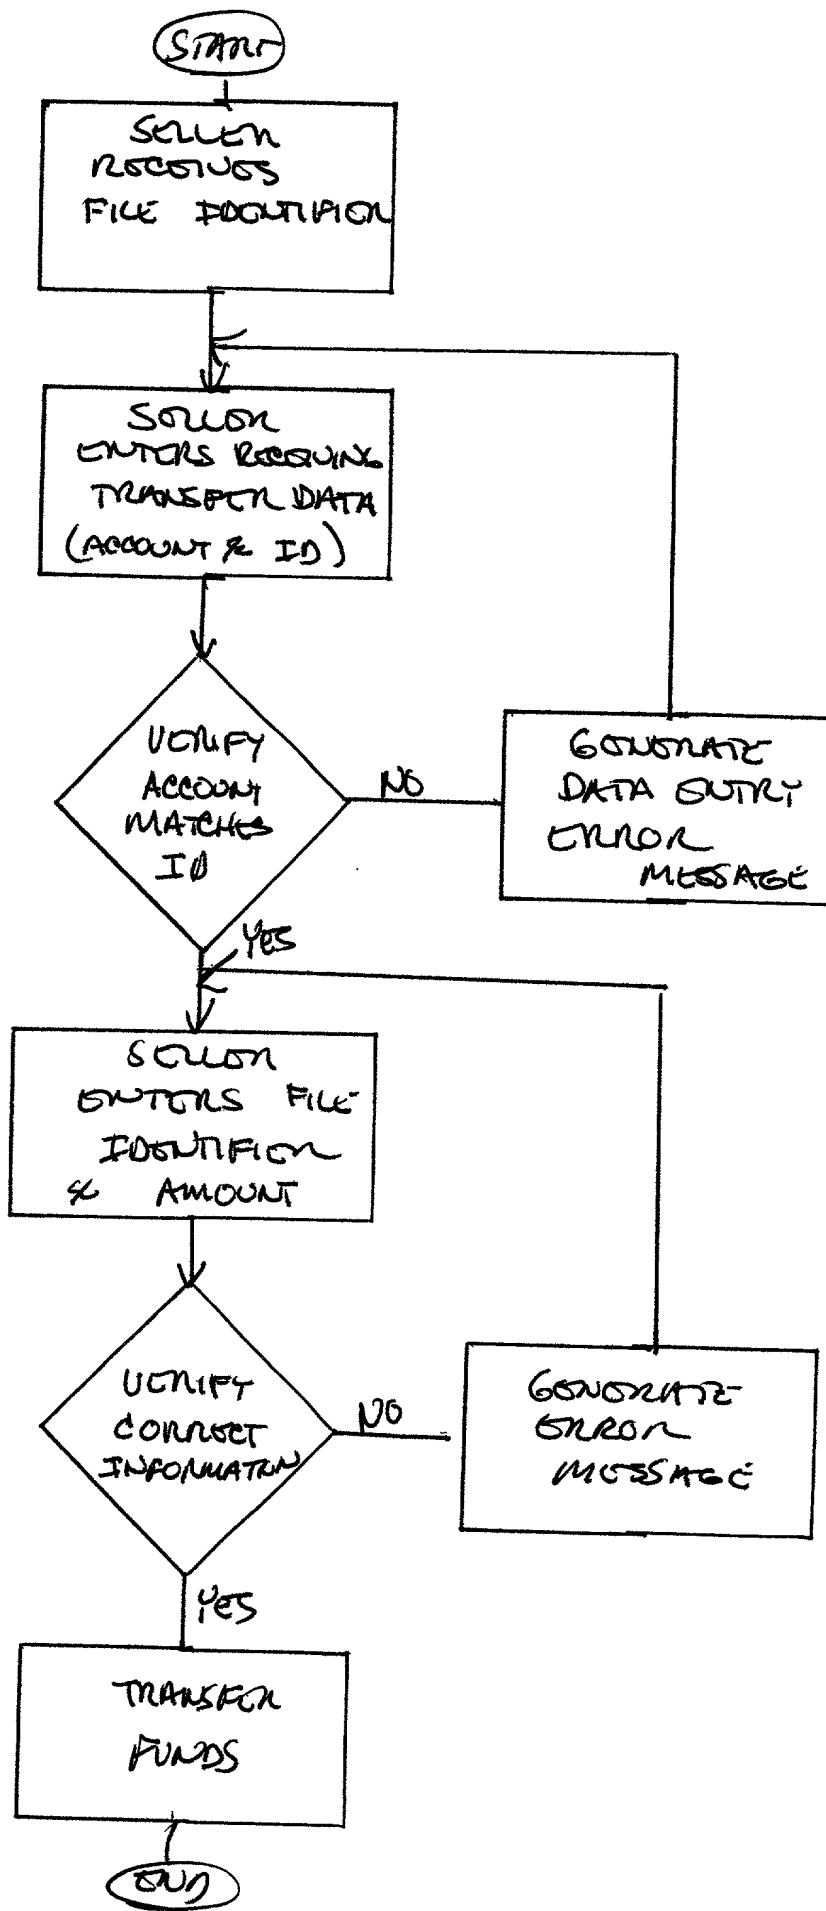 START
SELLER
RECEIVES
FILE IDENTIFIER
SELLER
ENTERS RECEIVING
TRANSFER DATA
(ACCOUNT & ID)
VERIFY
ACCOUNT
MATCHES
ID
NO
GENERATE
DATA ENTRY
ERROR
MESSAGE
YES
SELLER
ENTERS FILE
IDENTIFIER
& AMOUNT
VERIFY
CORRECT
INFORMATION
NO
GENERATE
ERROR
MESSAGE
YES
TRANSFER
FUNDS
END